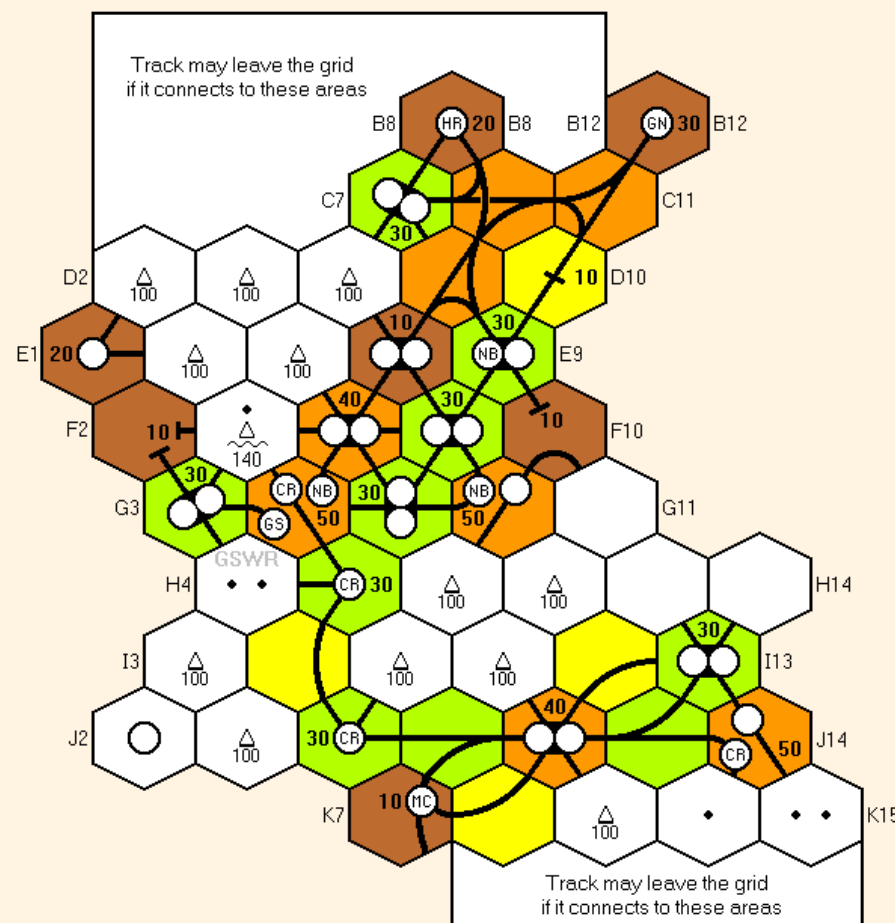 Track may leave the grid
if it connects to these areas
B8 HR 20 B8 B12 GN 30 B12
C7 30 C11
D2 100 100 100 10 D10
E1 20 100 100 10 NB 30 E9
F2 10 140 40 30 10 F10
G3 30 GS CR NB 50 30 NB 50 G11
GSWR
H4 CR 30 100 100 H14
I3 100 100 100 30 I13
J2 100 30 CR 40 CR 50 J14
K7 10 MC 100 K15
Track may leave the grid
if it connects to these areas